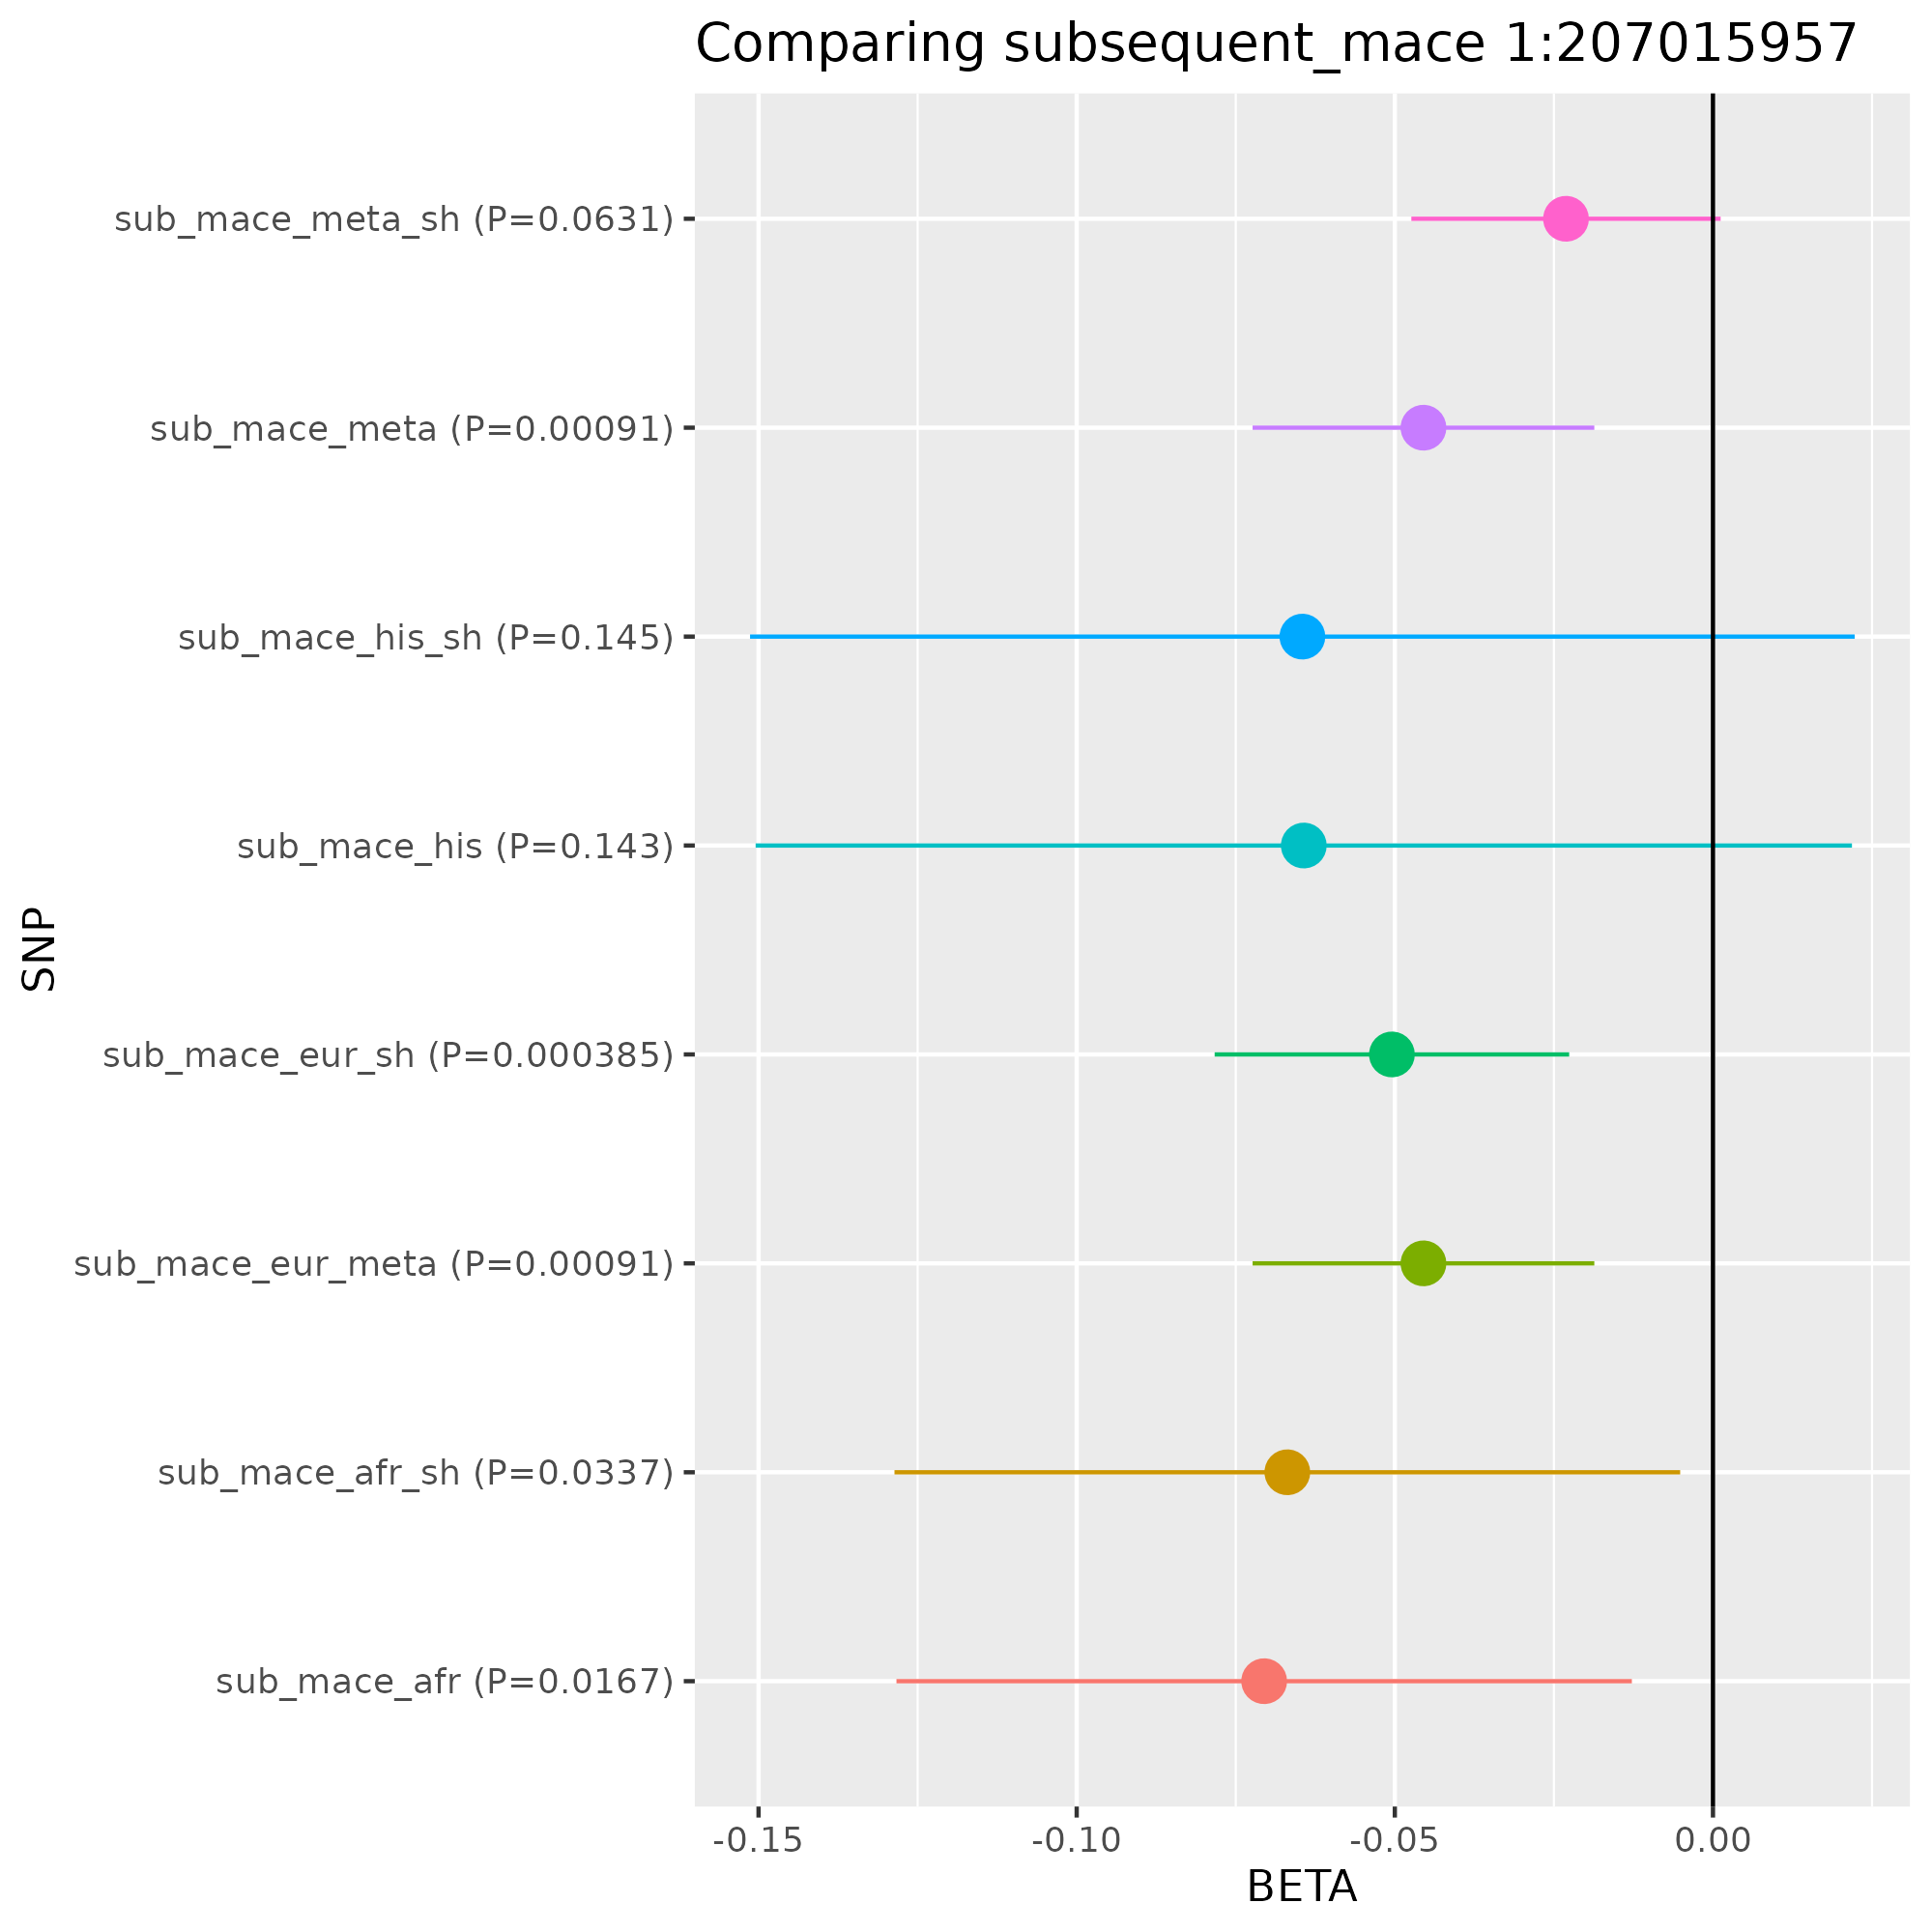 Comparing subsequent_mace 1:207015957
sub_mace_meta_sh (P=0.0631)
sub_mace_meta (P=0.00091)
sub_mace_his_sh (P=0.145)
sub_mace_his (P=0.143)
SNP
sub_mace_eur_sh (P=0.000385)
sub_mace_eur_meta (P=0.00091)
sub_mace_afr_sh (P=0.0337)
sub_mace_afr (P=0.0167)
-0.15 -0.10 -0.05 0.00
BETA